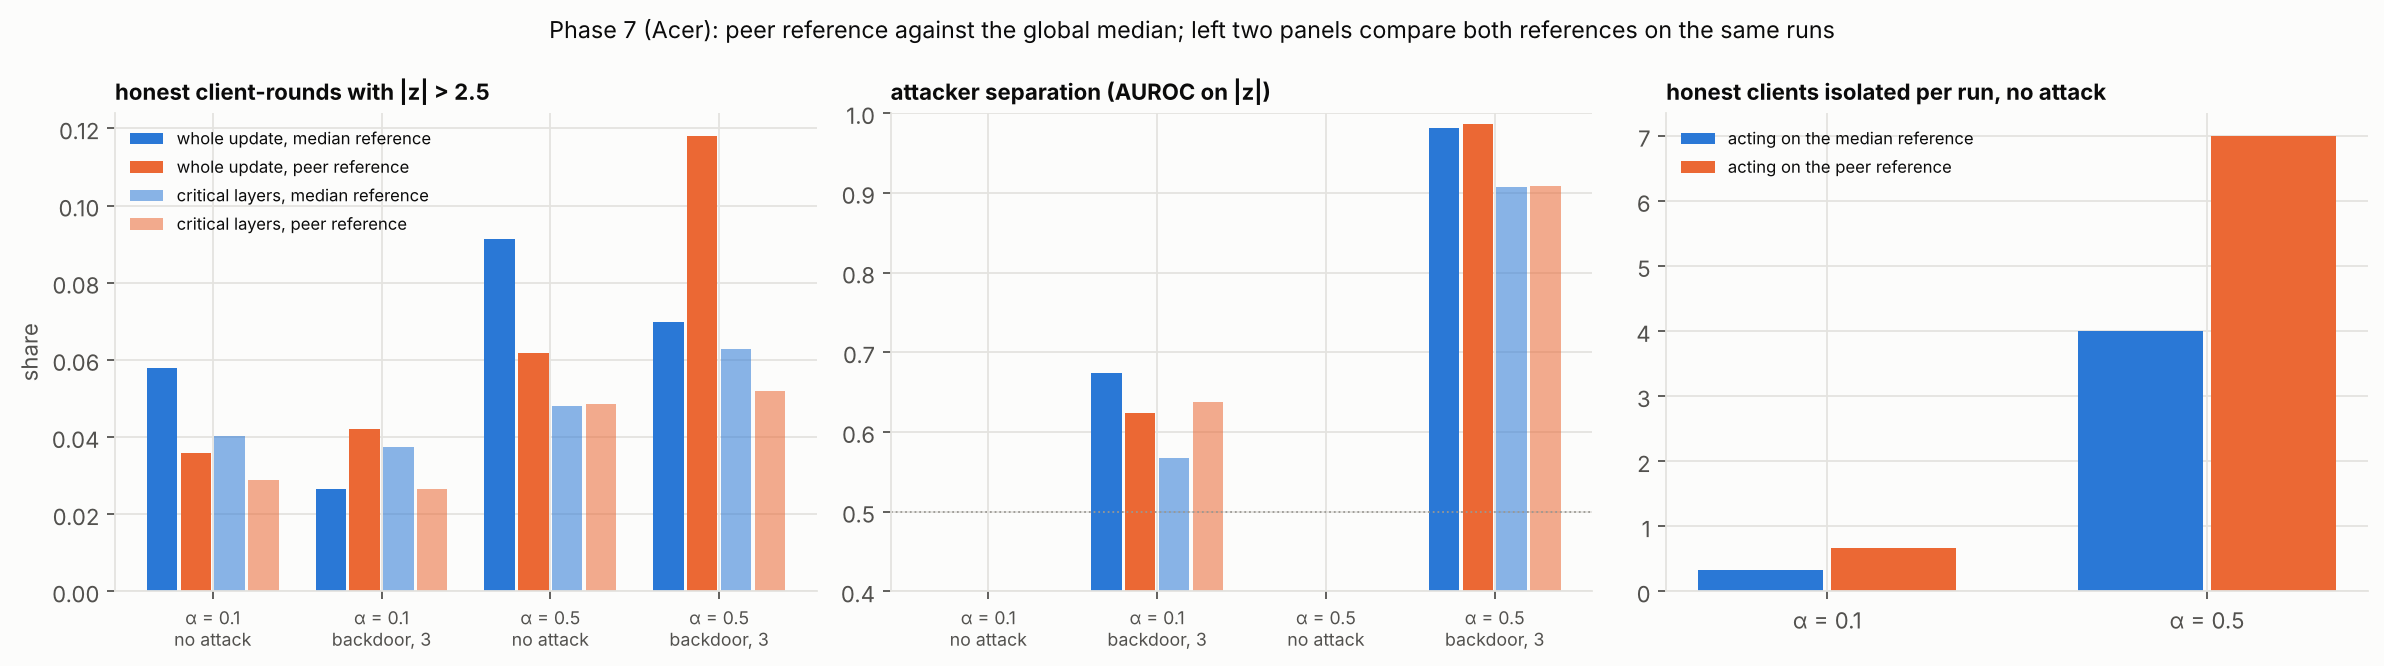 Phase 7 (Acer): peer reference against the global median; left two panels compare both references on the same runs
honest client-rounds with |z| > 2.5
whole update, median reference
whole update, peer reference
critical layers, median reference
critical layers, peer reference
share
0.12
0.10
0.08
0.06
0.04
0.02
0.00
α = 0.1
no attack
α = 0.1
backdoor, 3
α = 0.5
no attack
α = 0.5
backdoor, 3
attacker separation (AUROC on |z|)
1.0
0.9
0.8
0.7
0.6
0.5
0.4
α = 0.1
no attack
α = 0.1
backdoor, 3
α = 0.5
no attack
α = 0.5
backdoor, 3
honest clients isolated per run, no attack
acting on the median reference
acting on the peer reference
7
6
5
4
3
2
1
0
α = 0.1
α = 0.5